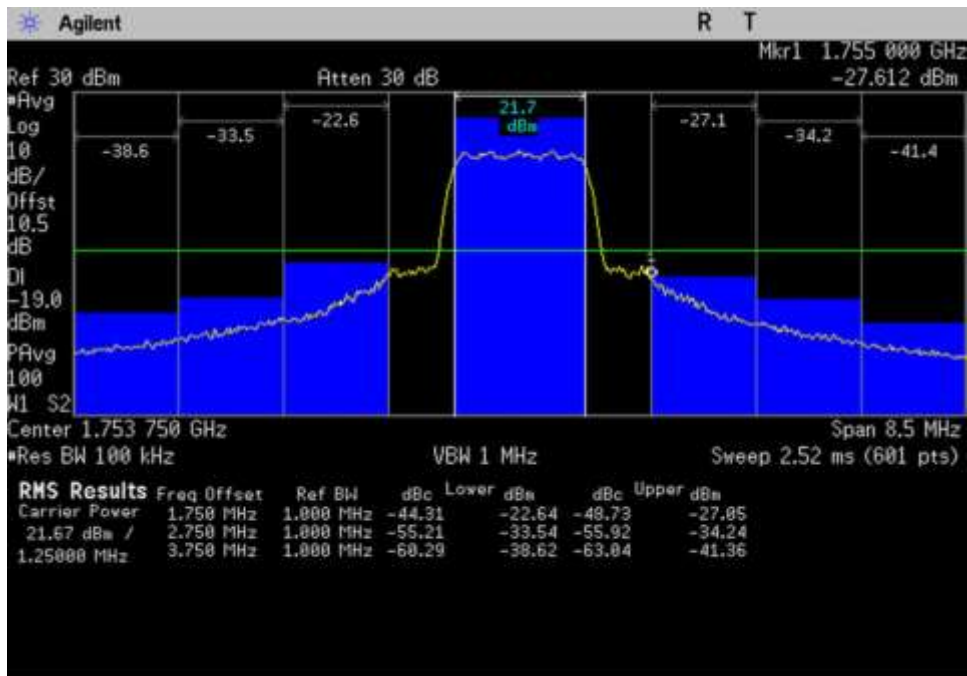 Agilent R T
Mkr1 1.755 000 GHz
Ref 30 dBm Atten 30 dB -27.612 dBm
#Avg
Log
10
dB/
Offst
10.5
dB
DI
-19.0
dBm
PAvg
100
W1 S2
-38.6 -33.5 -22.6 21.7 dBm -27.1 -34.2 -41.4
1
Center 1.753 750 GHz Span 8.5 MHz
#Res BW 100 kHz VBW 1 MHz Sweep 2.52 ms (601 pts)
RMS Results Freq Offset Ref BW dBc Lower dBm dBc Upper dBm
Carrier Power 1.750 MHz 1.000 MHz -44.31 -22.64 -48.73 -27.05
21.67 dBm / 2.750 MHz 1.000 MHz -55.21 -33.54 -55.92 -34.24
1.25000 MHz 3.750 MHz 1.000 MHz -60.29 -38.62 -63.04 -41.36